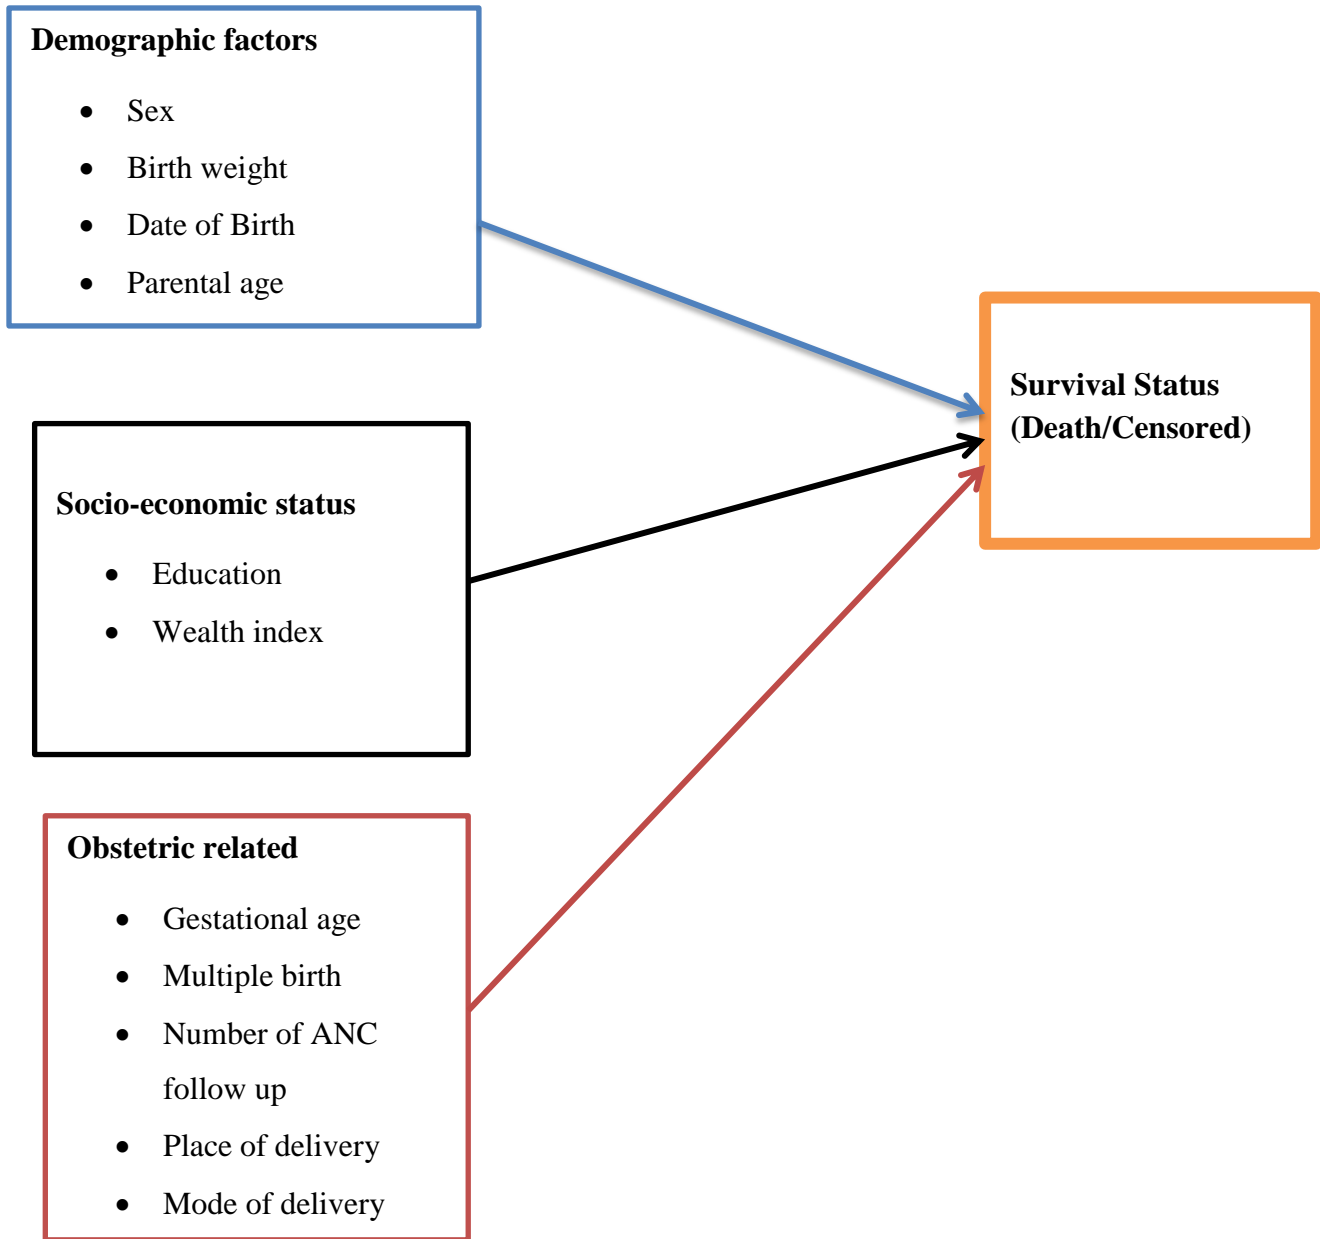 Demographic factors
• Sex
• Birth weight
• Date of Birth
• Parental age
Survival Status
(Death/Censored)
Socio-economic status
• Education
• Wealth index
Obstetric related
• Gestational age
• Multiple birth
• Number of ANC
follow up
• Place of delivery
• Mode of delivery